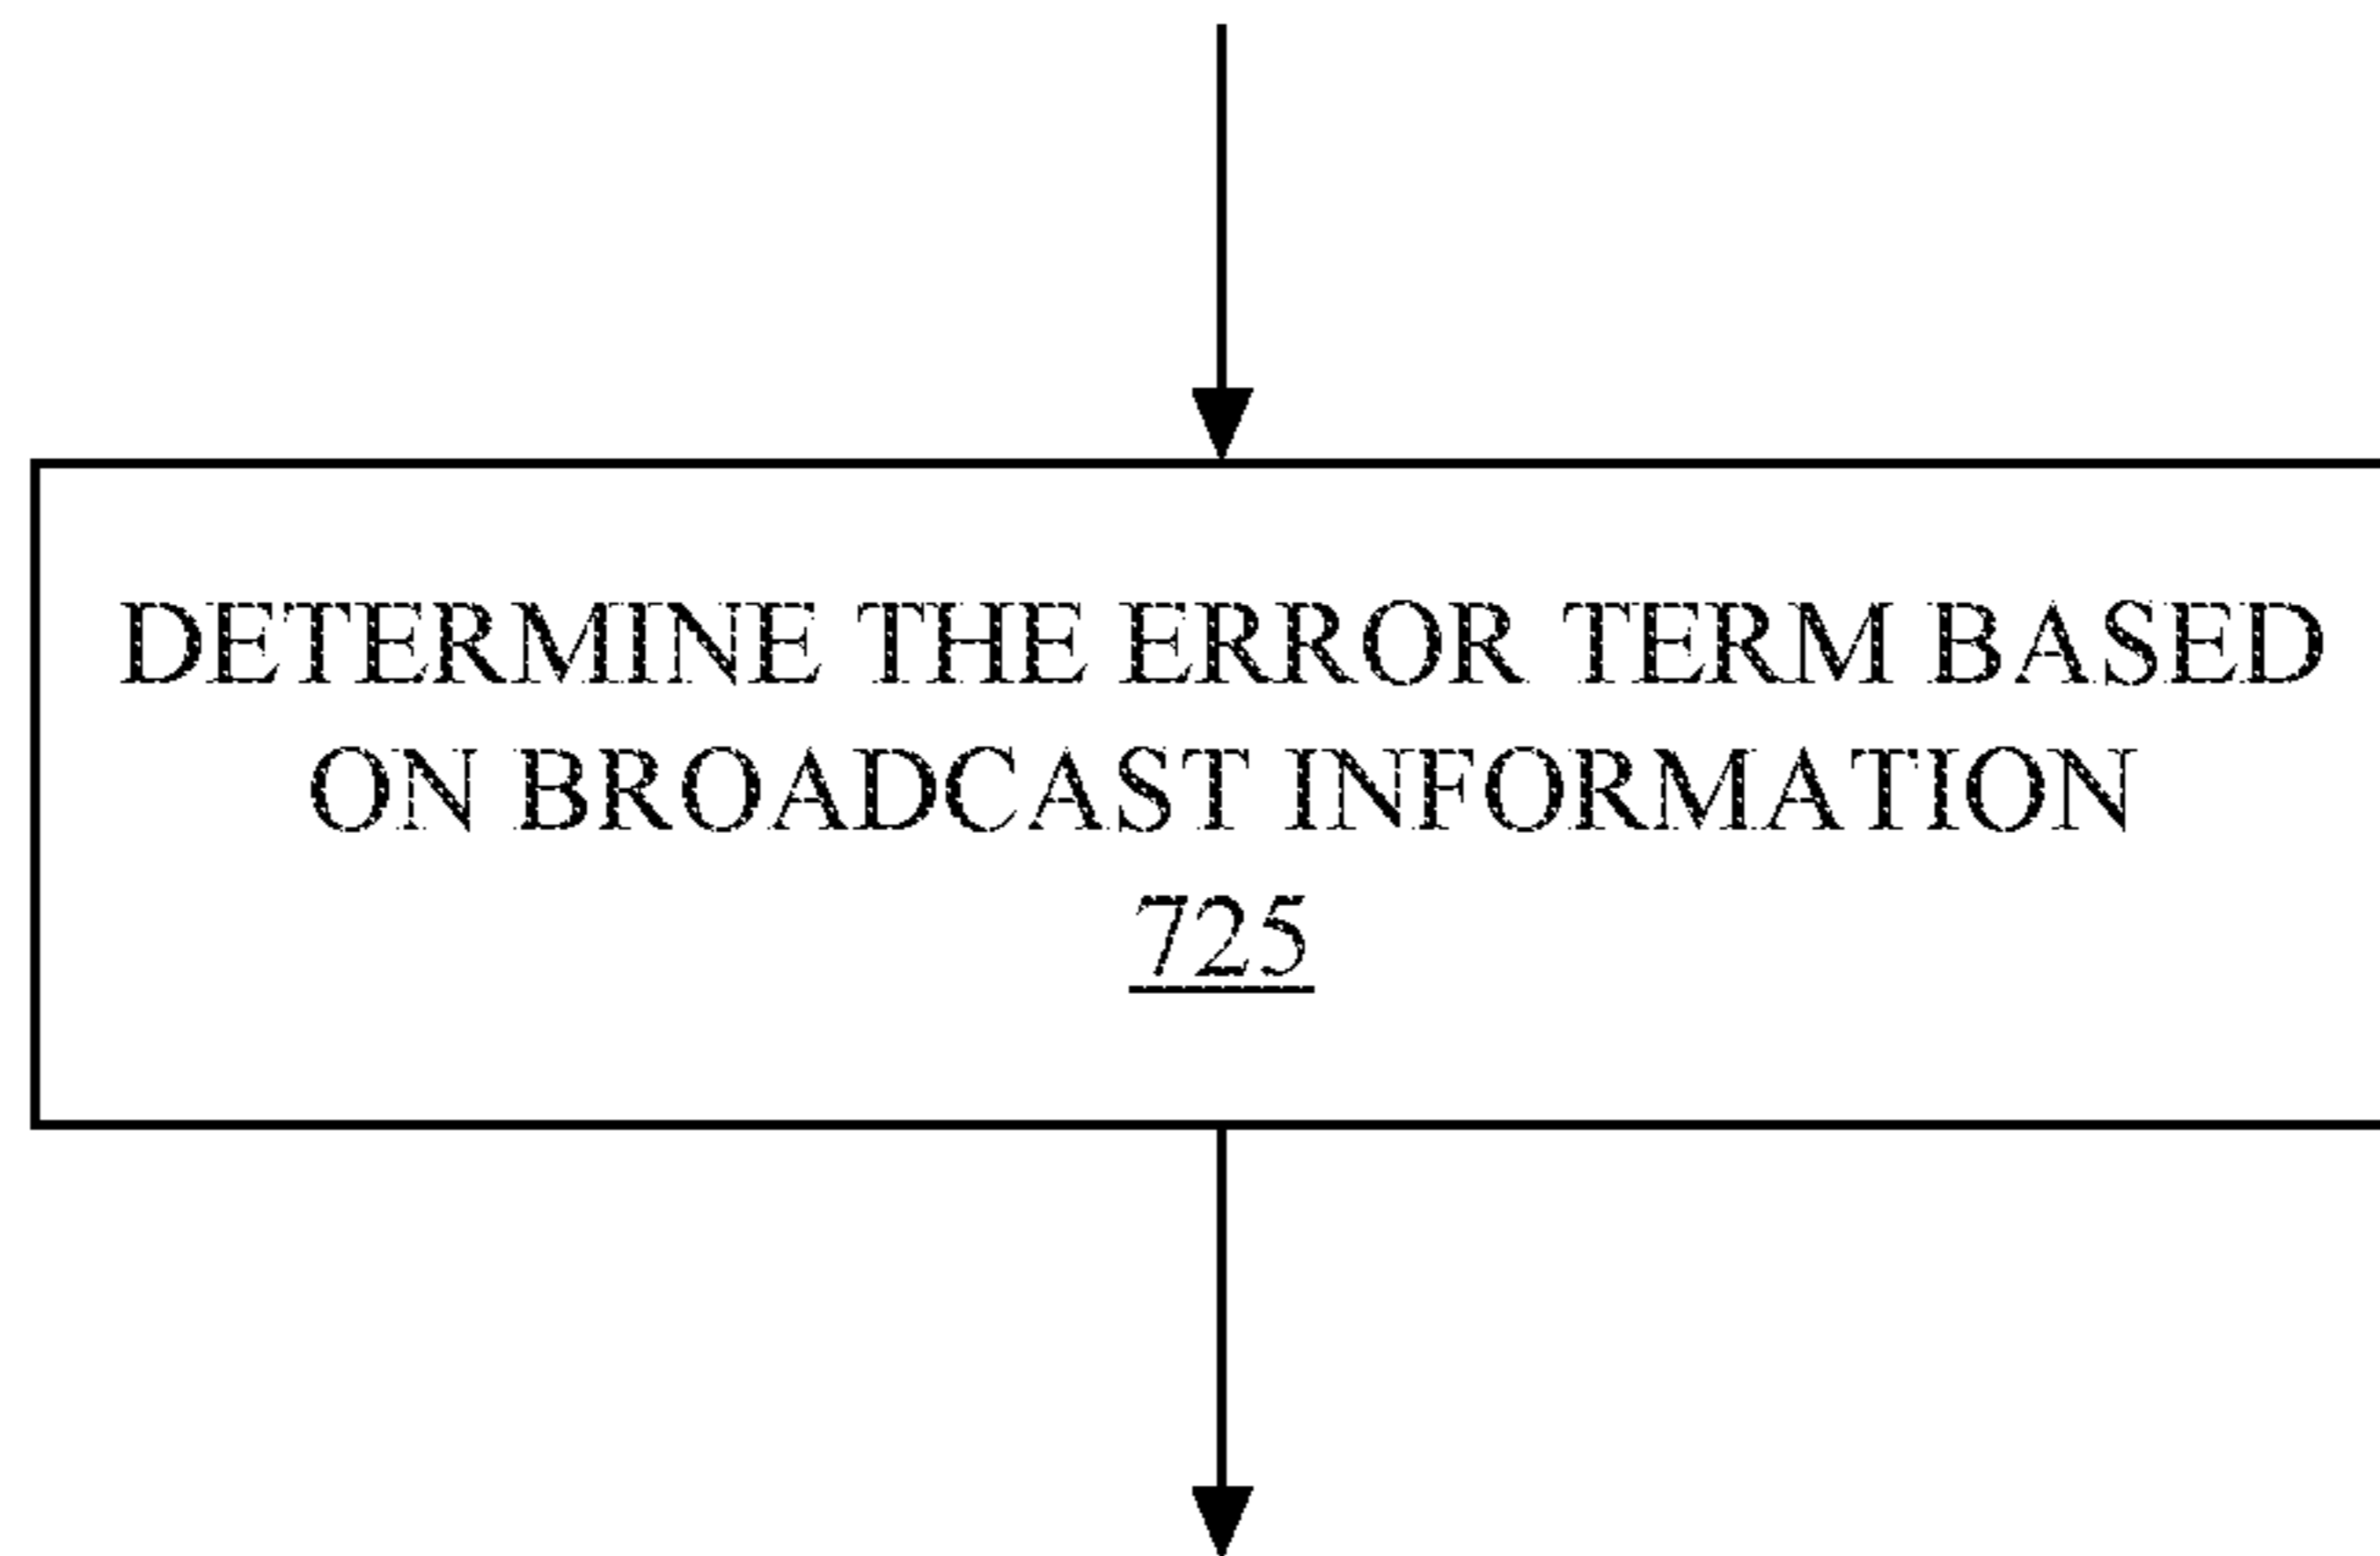 DETERMINE THE ERROR TERM BASED
ON BROADCAST INFORMATION
725